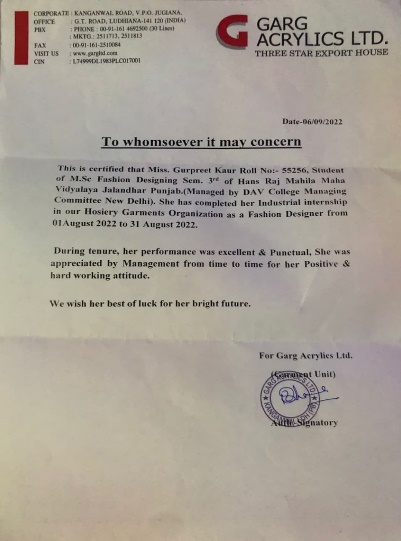 CORPORATE : KANGANWAL ROAD, V.P.O. JUGIANA,
OFFICE : G.T. ROAD, LUDHIANA-141 120 (INDIA)
PBX : PHONE : 00-91-161 4692500 (30 Lines)
: MKTG. : 2511713, 2511813
FAX : 00-91-161-2510084
VISIT US : www.gargltd.com
CIN : L74999DL1983PLC017001
GARG
ACRYLICS LTD.
THREE STAR EXPORT HOUSE
Date-06/09/2022
To whomsoever it may concern
This is certified that Miss. Gurpreet Kaur Roll No:- 55256, Student
of M.Sc Fashion Designing Sem. 3rd of Hans Raj Mahila Maha
Vidyalaya Jalandhar Punjab.(Managed by DAV College Managing
Committee New Delhi). She has completed her Industrial internship
in our Hosiery Garments Organization as a Fashion Designer from
01August 2022 to 31 August 2022.
During tenure, her performance was excellent & Punctual, She was
appreciated by Management from time to time for her Positive &
hard working attitude.
We wish her best of luck for her bright future.
For Garg Acrylics Ltd.
(Garment Unit)
GARG ACRYLICS LTD
Auth. Signatory